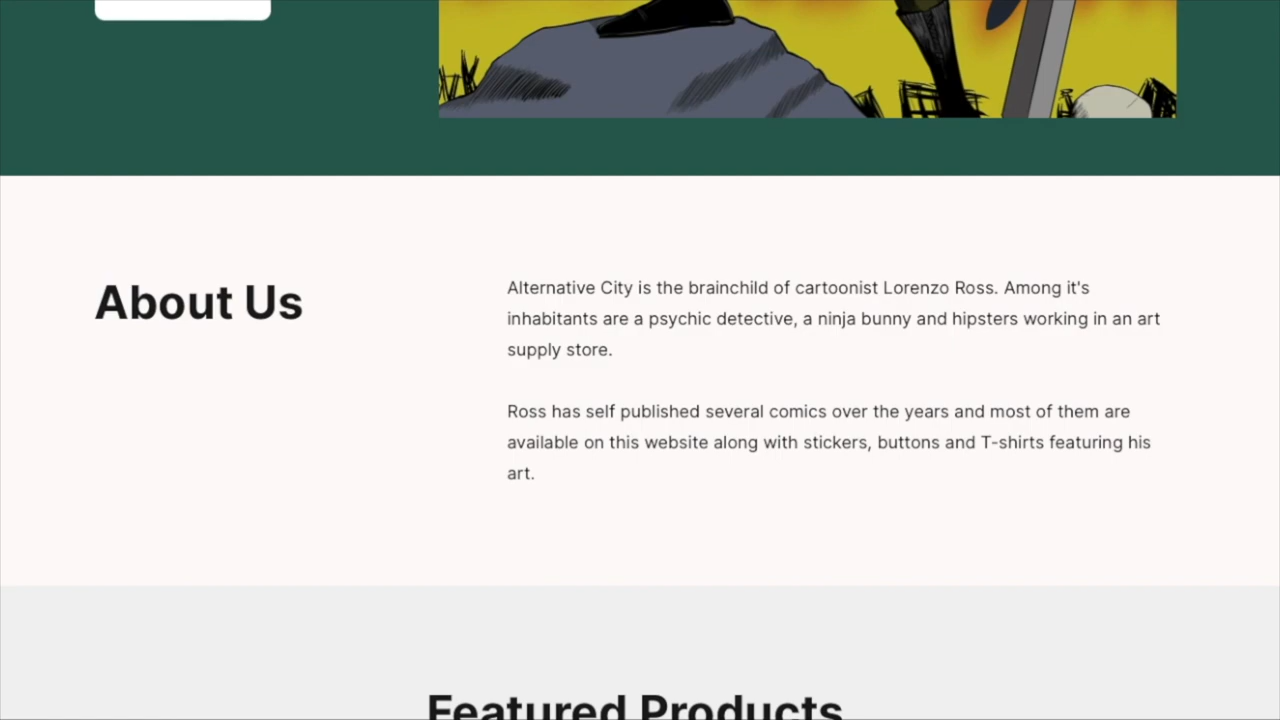 About Us
Alternative City is the brainchild of cartoonist Lorenzo Ross. Among it's
inhabitants are a psychic detective, a ninja bunny and hipsters working in an art
supply store.
Ross has self published several comics over the years and most of them are
available on this website along with stickers, buttons and T-shirts featuring his
art.
Featured Products